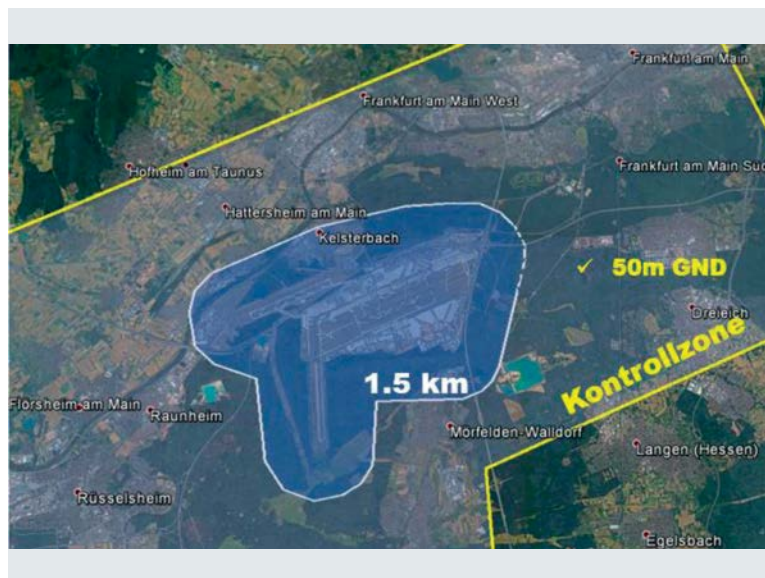 Frankfurt am Main
Frankfurt am Main West
Hofheim am Taunus
Frankfurt am Main Süd
Hattersheim am Main
Kelsterbach
✓ 50m GND
Dreieich
Kontrollzone
1.5 km
Flörsheim am Main
Raunheim
Mörfelden-Walldorf
Langen (Hessen)
Rüsselsheim
Egelsbach